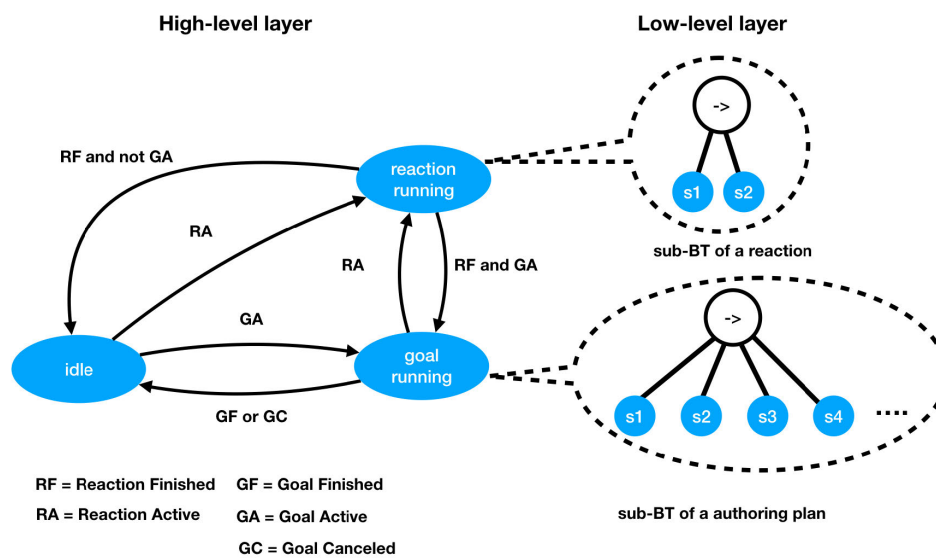 High-level layer
Low-level layer
->
RF and not GA
reaction
running
s1 s2
RA
sub-BT of a reaction
RA
RF and GA
GA
->
idle
goal
running
GF or GC
s1 s2 s3 s4 .....
RF = Reaction Finished
GF = Goal Finished
RA = Reaction Active
GA = Goal Active
sub-BT of a authoring plan
GC = Goal Canceled